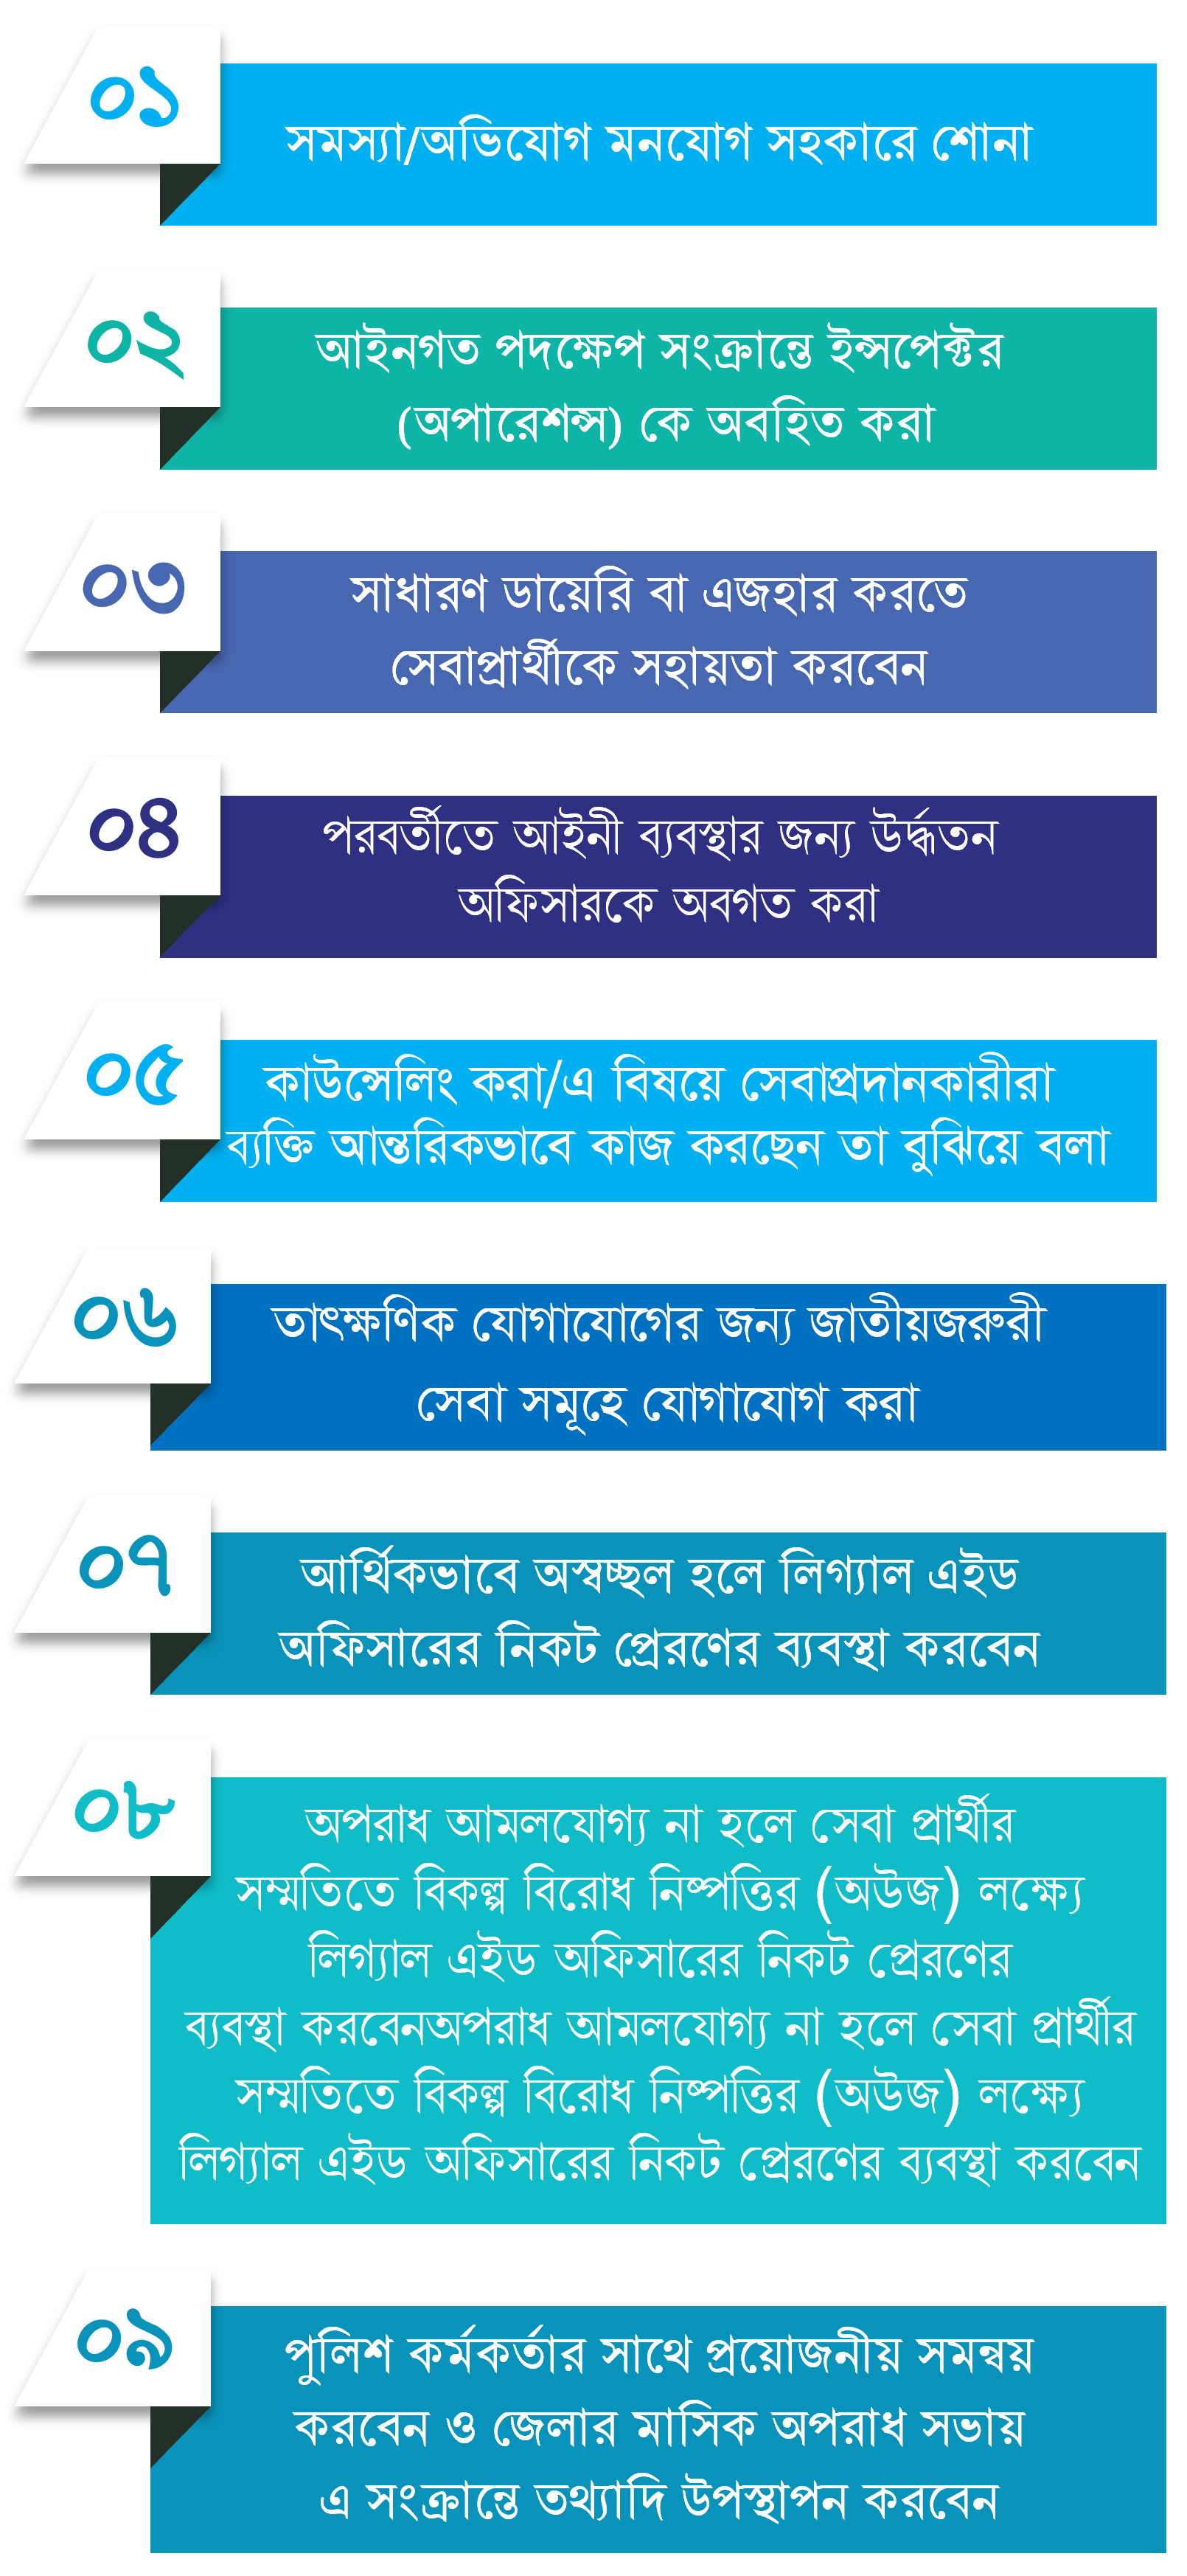 ০১
সমস্যা/অভিযোগ মনযোগ সহকারে শোনা
০২
আইনগত পদক্ষেপ সংক্রান্তে ইন্সপেক্টর
(অপারেশন্স) কে অবহিত করা
০৩
সাধারণ ডায়েরি বা এজহার করতে
সেবাপ্রার্থীকে সহায়তা করবেন
০৪
পরবর্তীতে আইনী ব্যবস্থার জন্য উর্দ্ধতন
অফিসারকে অবগত করা
০৫
কাউন্সেলিং করা/এ বিষয়ে সেবাপ্রদানকারীরা
ব্যক্তি আন্তরিকভাবে কাজ করছেন তা বুঝিয়ে বলা
০৬
তাৎক্ষণিক যোগাযোগের জন্য জাতীয়জরুরী
সেবা সমূহে যোগাযোগ করা
০৭
আর্থিকভাবে অস্বচ্ছল হলে লিগ্যাল এইড
অফিসারের নিকট প্রেরণের ব্যবস্থা করবেন
০৮
অপরাধ আমলযোগ্য না হলে সেবা প্রার্থীর
সম্মতিতে বিকল্প বিরোধ নিষ্পত্তির (অউজ) লক্ষ্যে
লিগ্যাল এইড অফিসারের নিকট প্রেরণের
ব্যবস্থা করবেনঅপরাধ আমলযোগ্য না হলে সেবা প্রার্থীর
সম্মতিতে বিকল্প বিরোধ নিষ্পত্তির (অউজ) লক্ষ্যে
লিগ্যাল এইড অফিসারের নিকট প্রেরণের ব্যবস্থা করবেন
০৯
পুলিশ কর্মকর্তার সাথে প্রয়োজনীয় সমন্বয়
করবেন ও জেলার মাসিক অপরাধ সভায়
এ সংক্রান্তে তথ্যাদি উপস্থাপন করবেন